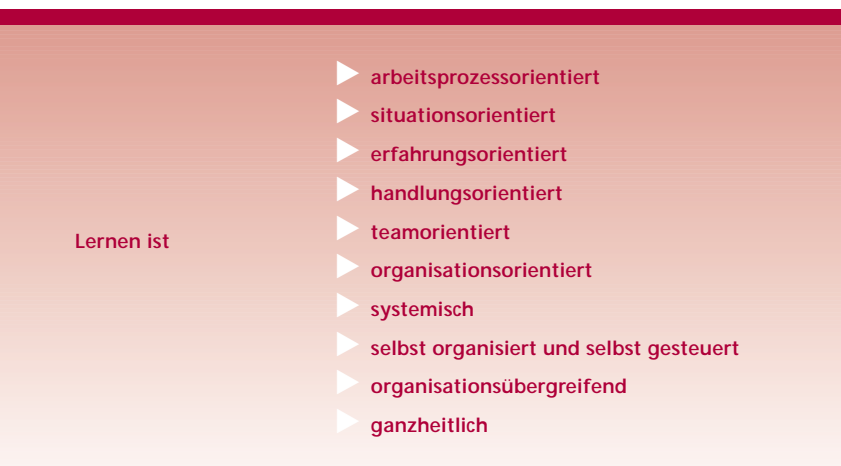 arbeitsprozessorientiert
situationsorientiert
erfahrungsorientiert
handlungsorientiert
teamorientiert
Lernen ist
organisationsorientiert
systemisch
selbst organisiert und selbst gesteuert
organisationsübergreifend
ganzheitlich